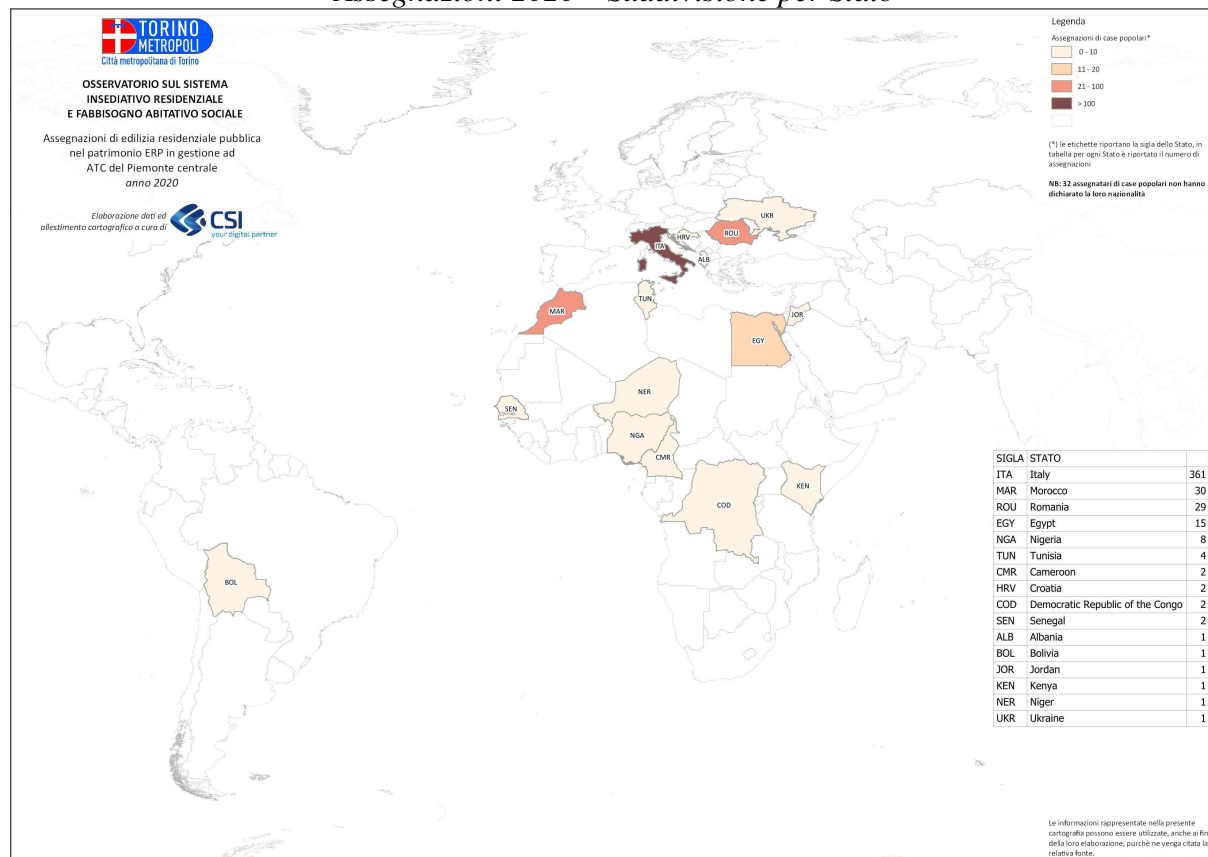 Assegnazioni 2020 – Suddivisione per Stato
TORINO
METROPOLI
Città metropolitana di Torino
OSSERVATORIO SUL SISTEMA
INSEDIATIVO RESIDENZIALE
E FABBISOGNO ABITATIVO SOCIALE
Assegnazioni di edilizia residenziale pubblica
nel patrimonio ERP in gestione ad
ATC del Piemonte centrale
anno 2020
Elaborazione dati ed
allestimento cartografico a cura di
CSI
your digital partner
Legenda
Assegnazioni di case popolari*
0 - 10
11 - 20
21 - 100
> 100
(*) le etichette riportano la sigla dello Stato, in
tabella per ogni Stato è riportato il numero di
assegnazioni
NB: 32 assegnatari di case popolari non hanno
dichiarato la loro nazionalità
UKR
ROU
HRV
ITA
ALB
TUN
MAR
JOR
EGY
NER
SEN
NGA
CMR
KEN
COD
BOL
SIGLA STATO
ITA Italy 361
MAR Morocco 30
ROU Romania 29
EGY Egypt 15
NGA Nigeria 8
TUN Tunisia 4
CMR Cameroon 2
HRV Croatia 2
COD Democratic Republic of the Congo 2
SEN Senegal 2
ALB Albania 1
BOL Bolivia 1
JOR Jordan 1
KEN Kenya 1
NER Niger 1
UKR Ukraine 1
Le informazioni rappresentate nella presente
cartografia possono essere utilizzate, anche ai fin
della loro elaborazione, purchè ne venga citata la
relativa fonte.